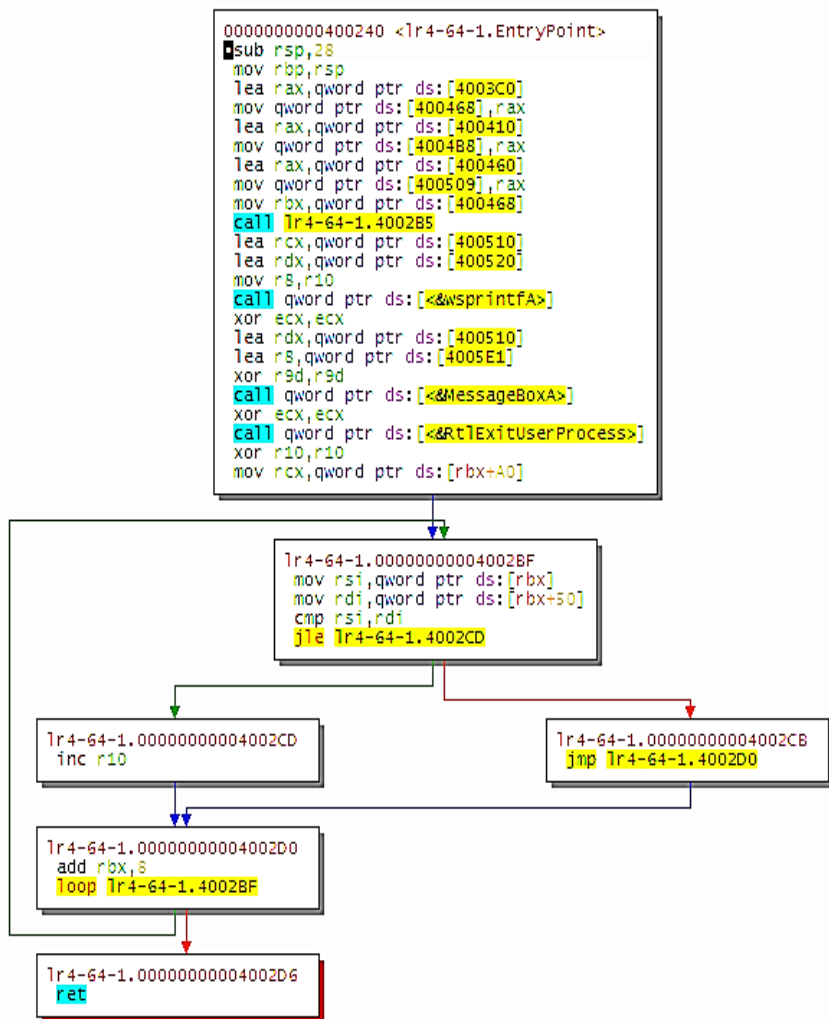 0000000000400240 <lr4-64-1.EntryPoint>
sub rsp,28
mov rbp,rsp
lea rax,qword ptr ds:[4003C0]
mov qword ptr ds:[400468],rax
lea rax,qword ptr ds:[400410]
mov qword ptr ds:[4004B8],rax
lea rax,qword ptr ds:[400460]
mov qword ptr ds:[400509],rax
mov rbx,qword ptr ds:[400468]
call lr4-64-1.4002B5
lea rcx,qword ptr ds:[400510]
lea rdx,qword ptr ds:[400520]
mov r8,r10
call qword ptr ds:[<&wsprintfA>]
xor ecx,ecx
lea rdx,qword ptr ds:[400510]
lea r8,qword ptr ds:[4005E1]
xor r9d,r9d
call qword ptr ds:[<&MessageBoxA>]
xor ecx,ecx
call qword ptr ds:[<&RtlExitUserProcess>]
xor r10,r10
mov rcx,qword ptr ds:[rbx+A0]
lr4-64-1.00000000004002BF
mov rsi,qword ptr ds:[rbx]
mov rdi,qword ptr ds:[rbx+50]
cmp rsi,rdi
jle lr4-64-1.4002CD
lr4-64-1.00000000004002CD
inc r10
lr4-64-1.00000000004002CB
jmp lr4-64-1.4002D0
lr4-64-1.00000000004002D0
add rbx,8
loop lr4-64-1.4002BF
lr4-64-1.00000000004002D6
ret